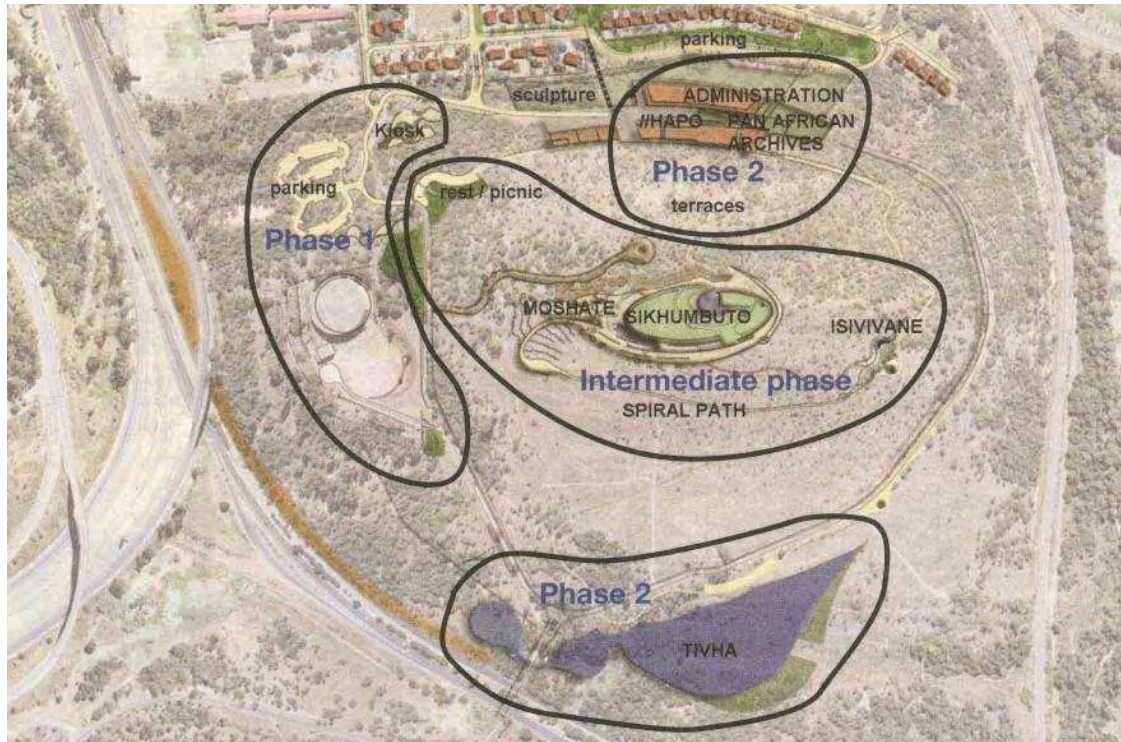 parking
sculpture
ADMINISTRATION
Kiosk
//HAPO PAN AFRICAN
ARCHIVES
Phase 2
parking
rest / picnic
terraces
Phase 1
MOSHATE
SIKHUMBUTO
ISIVIVANE
Intermediate phase
SPIRAL PATH
Phase 2
TIVHA